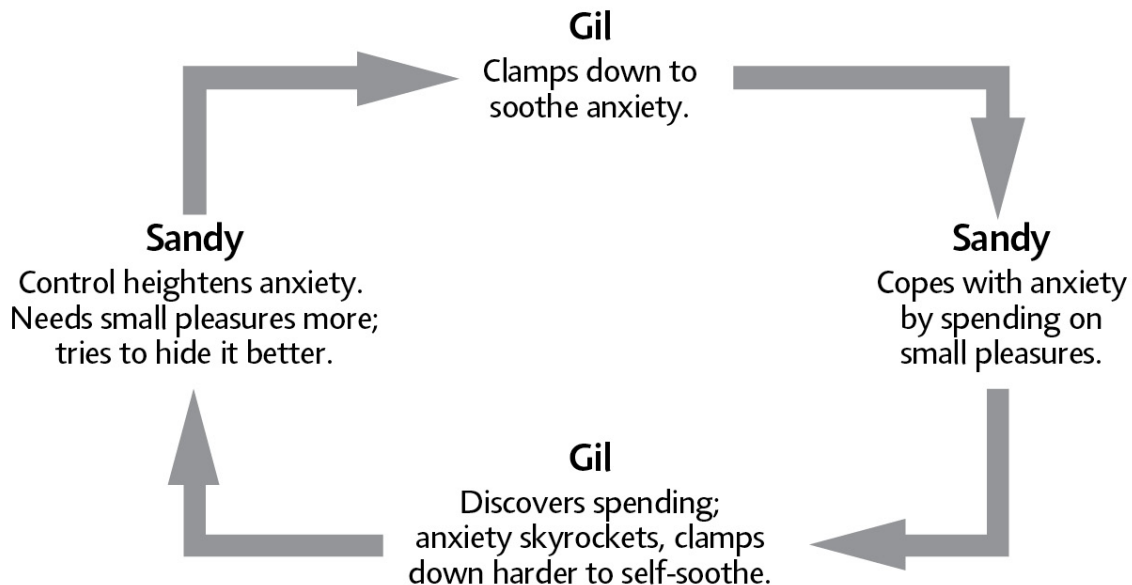 Gil
Clamps down to
soothe anxiety.
Sandy
Copes with anxiety
by spending on
small pleasures.
Gil
Discovers spending;
anxiety skyrockets, clamps
down harder to self-soothe.
Sandy
Control heightens anxiety.
Needs small pleasures more;
tries to hide it better.